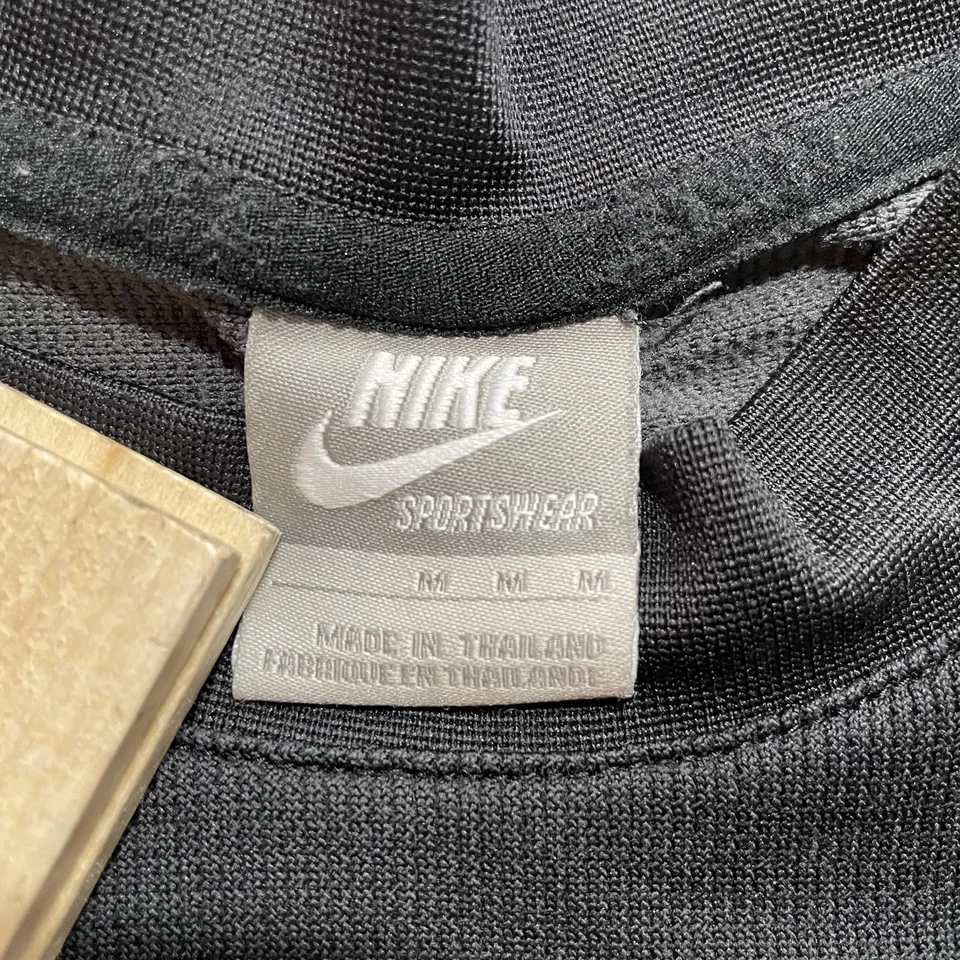 NIKE
SPORTSWEAR
M M M
MADE IN THAILAND
FABRIQUE EN THAILANDE